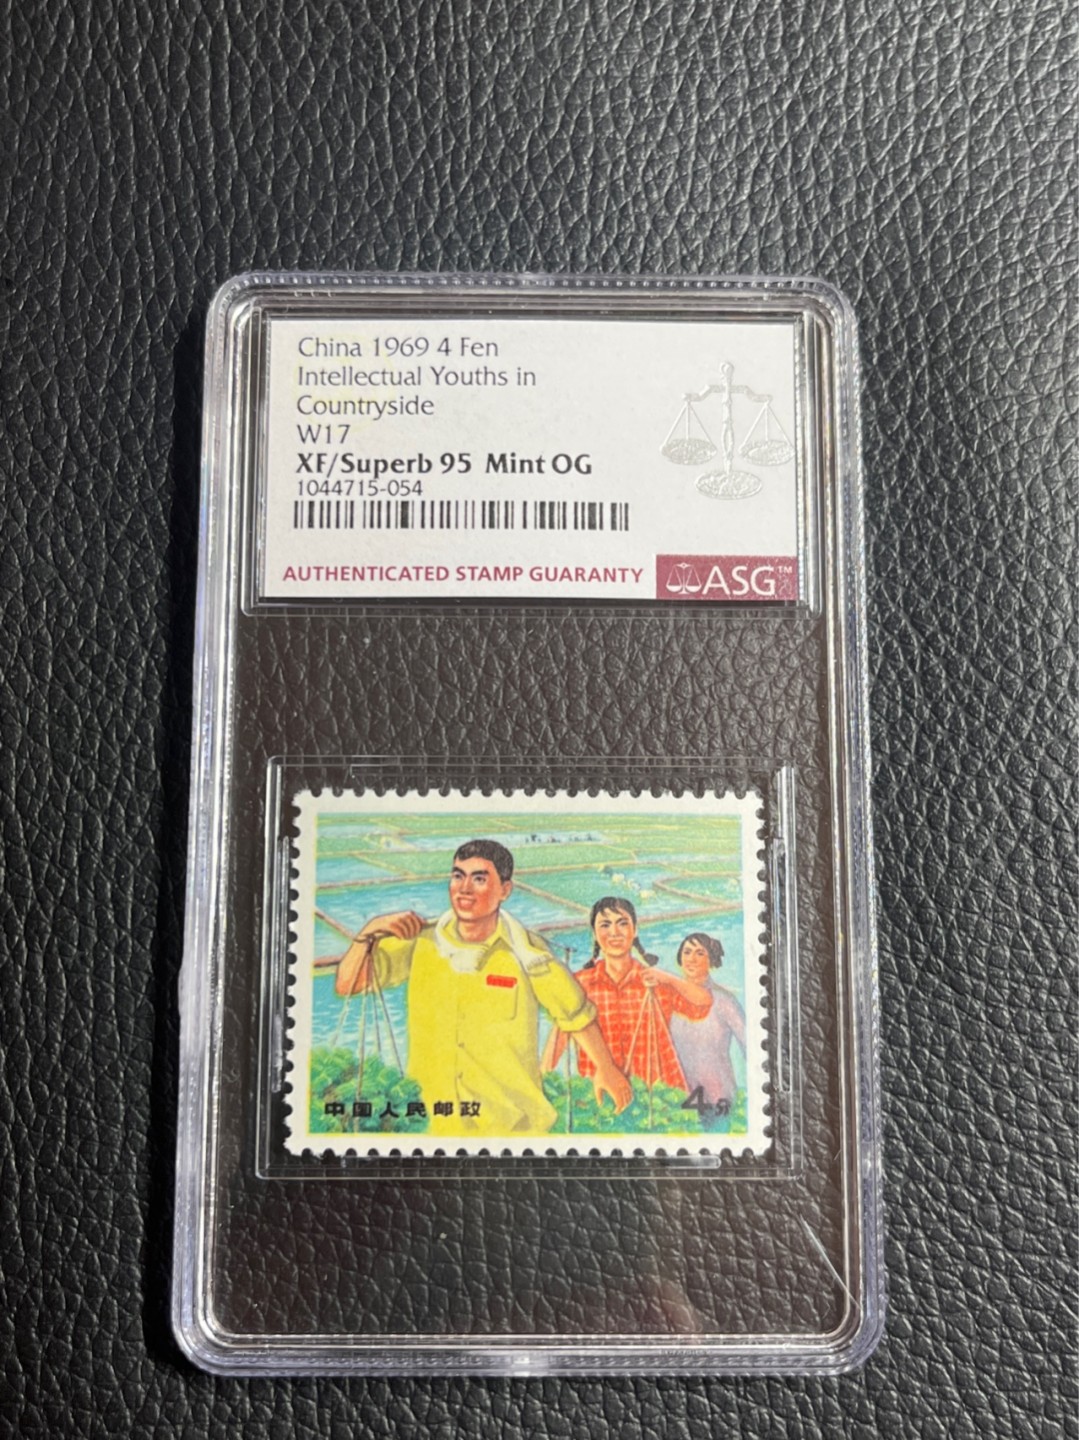 China 1969 4 Fen
Intellectual Youths in
Countryside
W17
XF/Superb 95 Mint OG
1044715-054
AUTHENTICATED STAMP GUARANTY
ASG™
中国人民邮政
4分